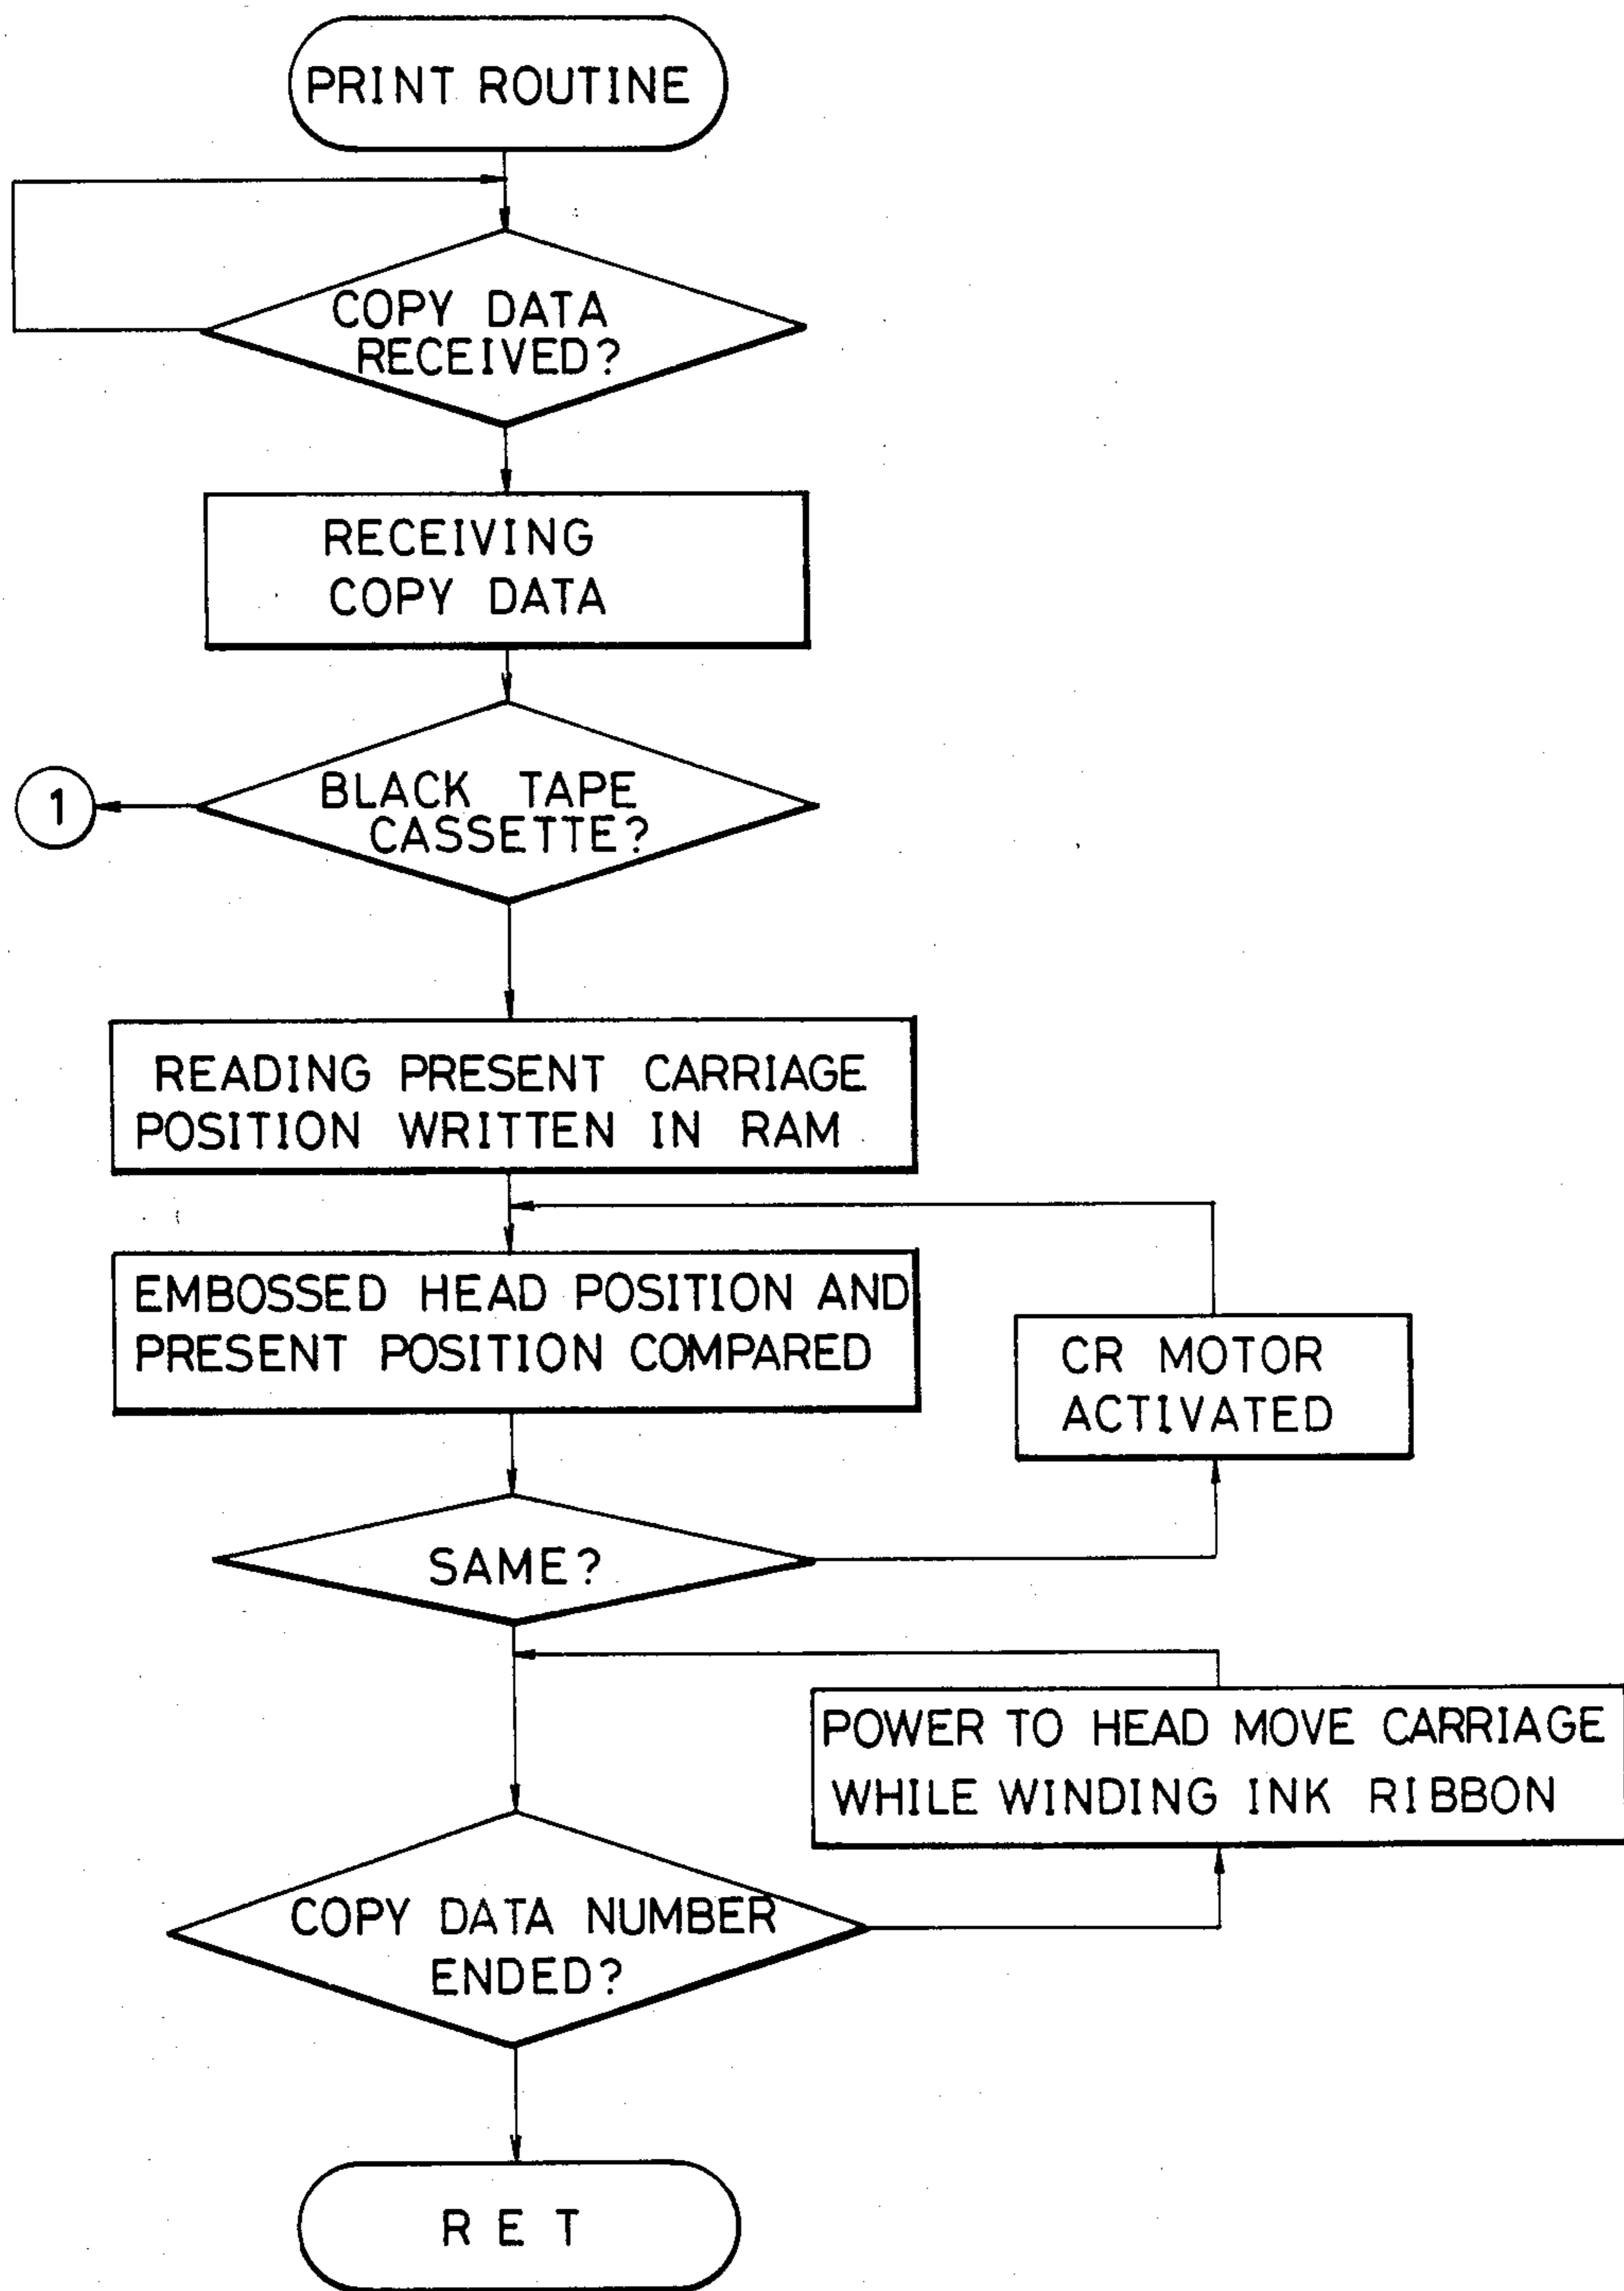 PRINT ROUTINE
COPY DATA
RECEIVED?
RECEIVING
COPY DATA
1
BLACK TAPE
CASSETTE?
READING PRESENT CARRIAGE
POSITION WRITTEN IN RAM
EMBOSSED HEAD POSITION AND
PRESENT POSITION COMPARED
CR MOTOR
ACTIVATED
SAME?
POWER TO HEAD MOVE CARRIAGE
WHILE WINDING INK RIBBON
COPY DATA NUMBER
ENDED?
RET